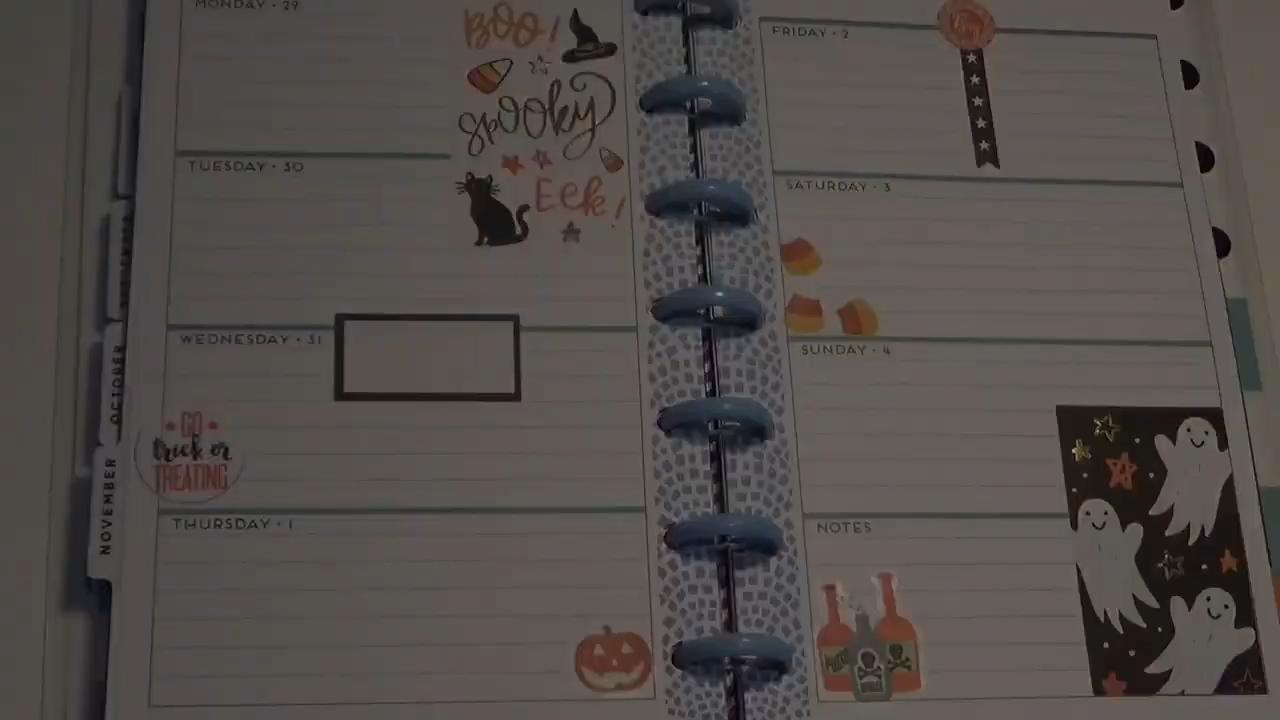 MONDAY • 29
BOO!
Spooky
TUESDAY • 30
Eek!
WEDNESDAY • 31
GO
trick or
TREATING
THURSDAY • 1
OCTOBER
NOVEMBER
FRIDAY • 2
SATURDAY • 3
SUNDAY • 4
NOTES